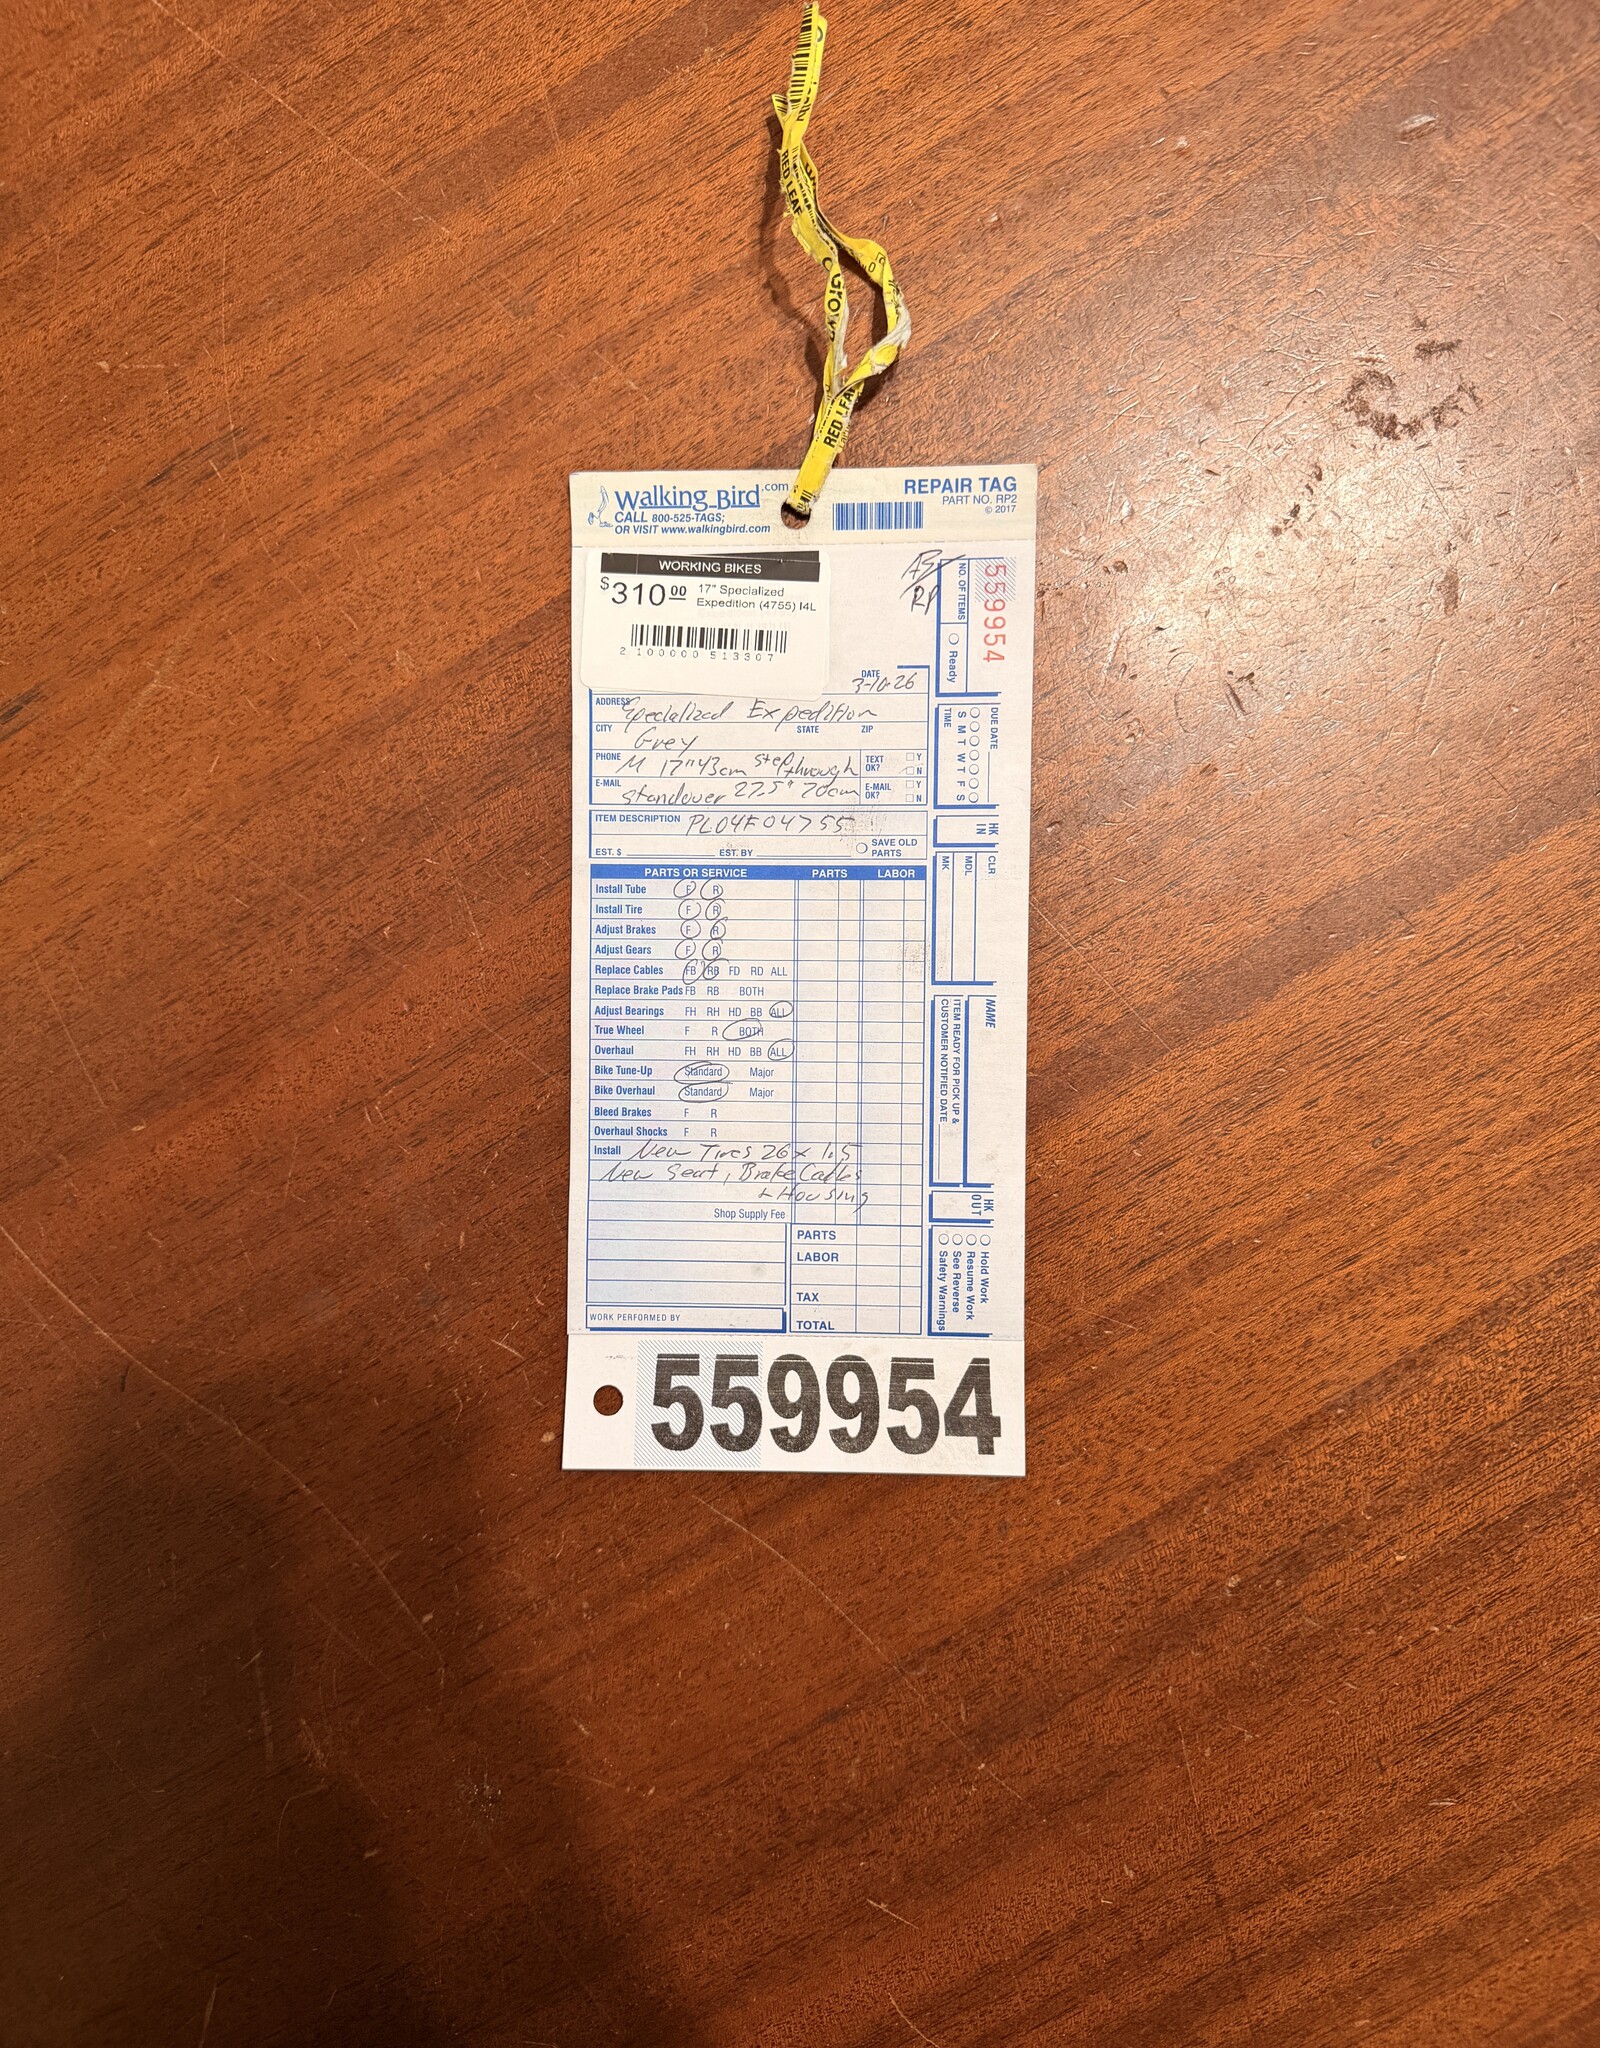 RED LEAF
RED LEAF
Walking Bird.com
CALL 800-525-TAGS;
OR VISIT www.walkingbird.com
REPAIR TAG
PART NO. RP2
© 2017
WORKING BIKES
$310.00 17" Specialized
Expedition (4755) I4L
2 100000 513307
RP
DATE 3-10-26
ADDRESS Specialized Expedition
CITY Grey STATE ZIP
PHONE M 17" 43cm step through TEXT OK? Y N
E-MAIL Standover 27.5" 70cm E-MAIL OK? Y N
ITEM DESCRIPTION PL04F04755
EST. $ EST. BY SAVE OLD PARTS
PARTS OR SERVICE PARTS LABOR
Install Tube F R
Install Tire F R
Adjust Brakes F R
Adjust Gears F R
Replace Cables FB RB FD RD ALL
Replace Brake Pads FB RB BOTH
Adjust Bearings FH RH HD BB ALL
True Wheel F R BOTH
Overhaul FH RH HD BB ALL
Bike Tune-Up Standard Major
Bike Overhaul Standard Major
Bleed Brakes F R
Overhaul Shocks F R
Install New Tires 26 x 1.5
New Seat, Brake Cables
+ Housing
Shop Supply Fee
PARTS
LABOR
TAX
WORK PERFORMED BY
TOTAL
559954
559954
NO. OF ITEMS
Ready
DUE DATE
S M T W T F S
TIME
HK IN
CLR
MDL
MK
NAME
ITEM READY FOR PICK UP &
CUSTOMER NOTIFIED DATE
HK OUT
Hold Work
Resume Work
See Reverse
Safety Warnings